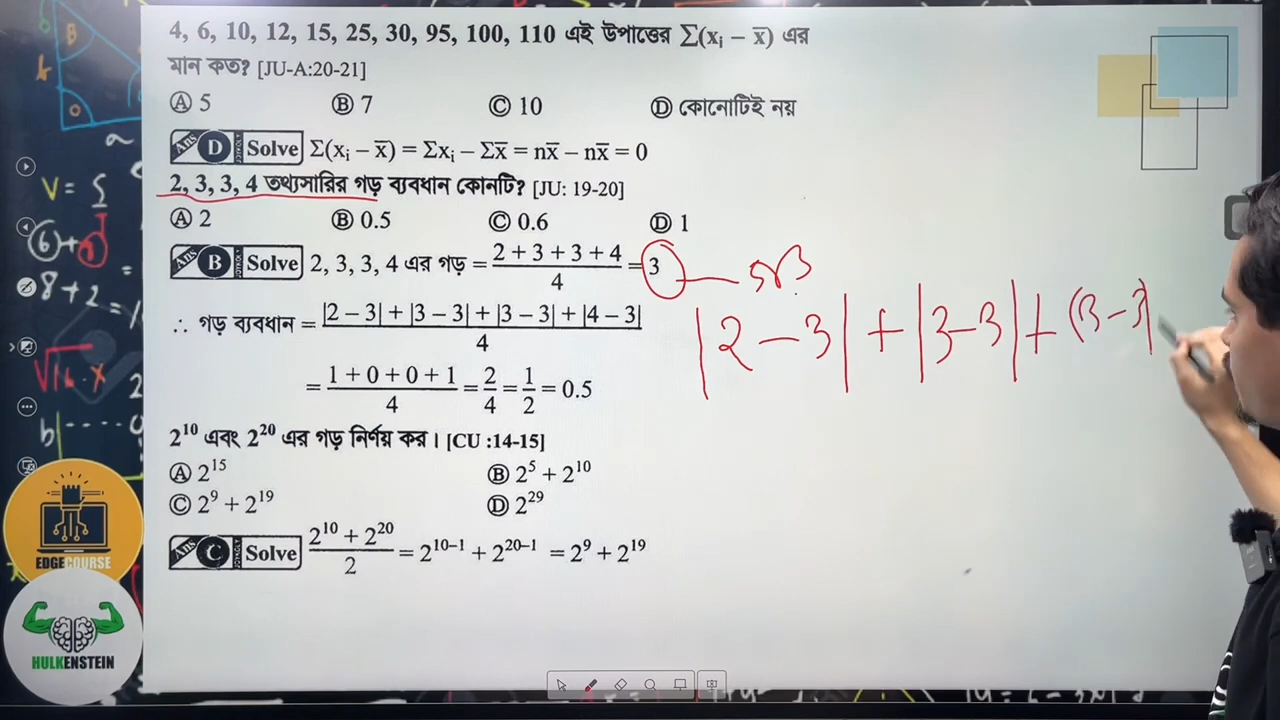 4, 6, 10, 12, 15, 25, 30, 95, 100, 110 এই উপাত্তের Σ(xᵢ – x̄) এর
মান কত? [JU-A:20-21]
Ⓐ 5 Ⓑ 7 Ⓒ 10 Ⓓ কোনোটিই নয়
Ans D Solve Σ(xᵢ – x̄) = Σxᵢ – Σx̄ = nx̄ – nx̄ = 0
2, 3, 3, 4 তথ্যসারির গড় ব্যবধান কোনটি? [JU: 19-20]
Ⓐ 2 Ⓑ 0.5 Ⓒ 0.6 Ⓓ 1
Ans B Solve 2, 3, 3, 4 এর গড় = (2 + 3 + 3 + 4)/4 = 3 — গড়
∴ গড় ব্যবধান = (|2 – 3| + |3 – 3| + |3 – 3| + |4 – 3|)/4
|2 – 3| + |3 – 3| + (3 – 3|
= (1 + 0 + 0 + 1)/4 = 2/4 = 1/2 = 0.5
2¹⁰ এবং 2²⁰ এর গড় নির্ণয় কর। [CU :14-15]
Ⓐ 2¹⁵ Ⓑ 2⁵ + 2¹⁰
Ⓒ 2⁹ + 2¹⁹ Ⓓ 2²⁹
Ans C Solve (2¹⁰ + 2²⁰)/2 = 2¹⁰⁻¹ + 2²⁰⁻¹ = 2⁹ + 2¹⁹
EDGECOURSE
HULKENSTEIN